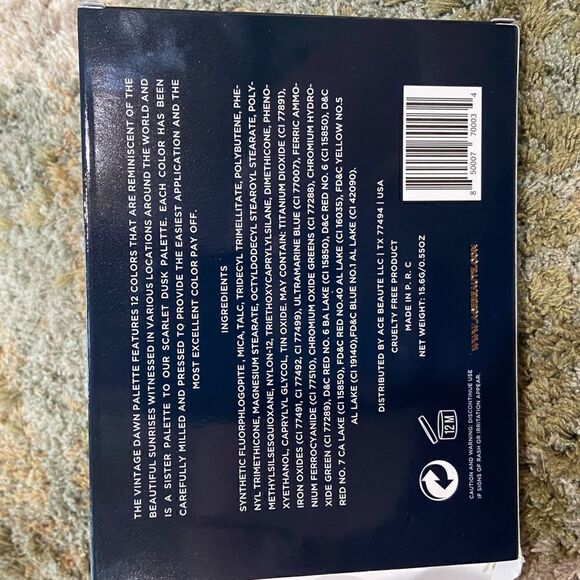 THE VINTAGE DAWN PALETTE FEATURES 12 COLORS THAT ARE REMINISCENT OF THE
BEAUTIFUL SUNRISES WITNESSED IN VARIOUS LOCATIONS AROUND THE WORLD AND
IS A SISTER PALETTE TO OUR SCARLET DUSK PALETTE. EACH COLOR HAS BEEN
CAREFULLY MILLED AND PRESSED TO PROVIDE THE EASIEST APPLICATION AND THE
MOST EXCELLENT COLOR PAY OFF.
INGREDIENTS
SYNTHETIC FLUORPHLOGOPITE , MICA, TALC, TRIDECYL TRIMELLITATE, POLYBUTENE, PHE-
NYL TRIMETHICONE, MAGNESIUM STEARATE, OCTYLDODECYL STEAROYL STEARATE, POLY-
METHYLSILSESQUIOXANE, NYLON-12, TRIETHOXYCAPRYLYLSILANE, DIMETHICONE, PHENO-
XYETHANOL, CAPRYLYL GLYCOL, TIN OXIDE. MAY CONTAIN: TITANIUM DIOXIDE (CI 77891),
IRON OXIDES (CI 77491, CI 77492, CI 77499), ULTRAMARINE BLUE (CI 77007), FERRIC AMMO-
NIUM FERROCYANIDE (CI 77510), CHROMIUM OXIDE GREENS (CI 77288), CHROMIUM HYDRO-
XIDE GREEN (CI 77289), D&C RED NO. 6 BA LAKE (CI 15850), D&C RED NO. 6 (CI 15850), D&C
RED NO. 7 CA LAKE (CI 15850), FD&C RED NO.40 AL LAKE (CI 16035), FD&C YELLOW NO.5
AL LAKE (CI 19140),FD&C BLUE NO.1 AL LAKE (CI 42090).
DISTRIBUTED BY ACE BEAUTE LLC | TX 77494 | USA
CRUELTY FREE PRODUCT
MADE IN P. R. C
NET WEIGHT: 15.6G/0.55OZ
WWW.ACEBEAUTE.COM
8 50007 70003 4
12M
CAUTION AND WARNING: DISCONTINUE USE
IF SIGNS OF RASH OR IRRITATION APPEAR.